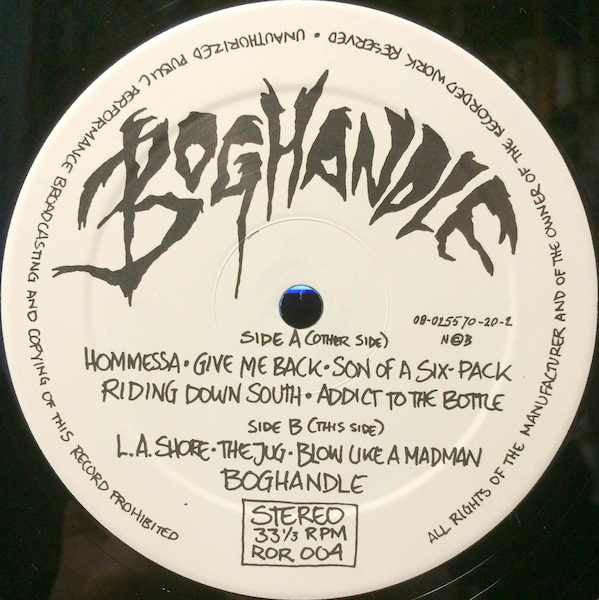 ALL RIGHTS OF THE MANUFACTURER AND OF THE OWNER OF THE RECORDED WORK RESERVED • UNAUTHORIZED PUBLIC PERFORMANCE BROADCASTING AND COPYING OF THIS RECORD PROHIBITED
BOGHANDLE
08-025570-20-2
SIDE A (OTHER SIDE)
N©B
HOMMESSA • GIVE ME BACK • SON OF A SIX-PACK
RIDING DOWN SOUTH • ADDICT TO THE BOTTLE
SIDE B (THIS SIDE)
L.A. SHORE • THE JUG • BLOW LIKE A MADMAN
BOGHANDLE
STEREO
33 1/3 RPM
ROR 004